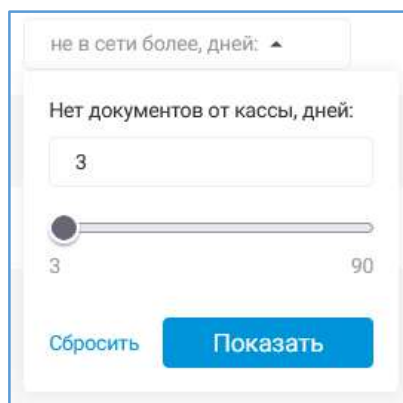 не в сети более, дней:
Нет документов от кассы, дней:
3
3 90
Сбросить Показать